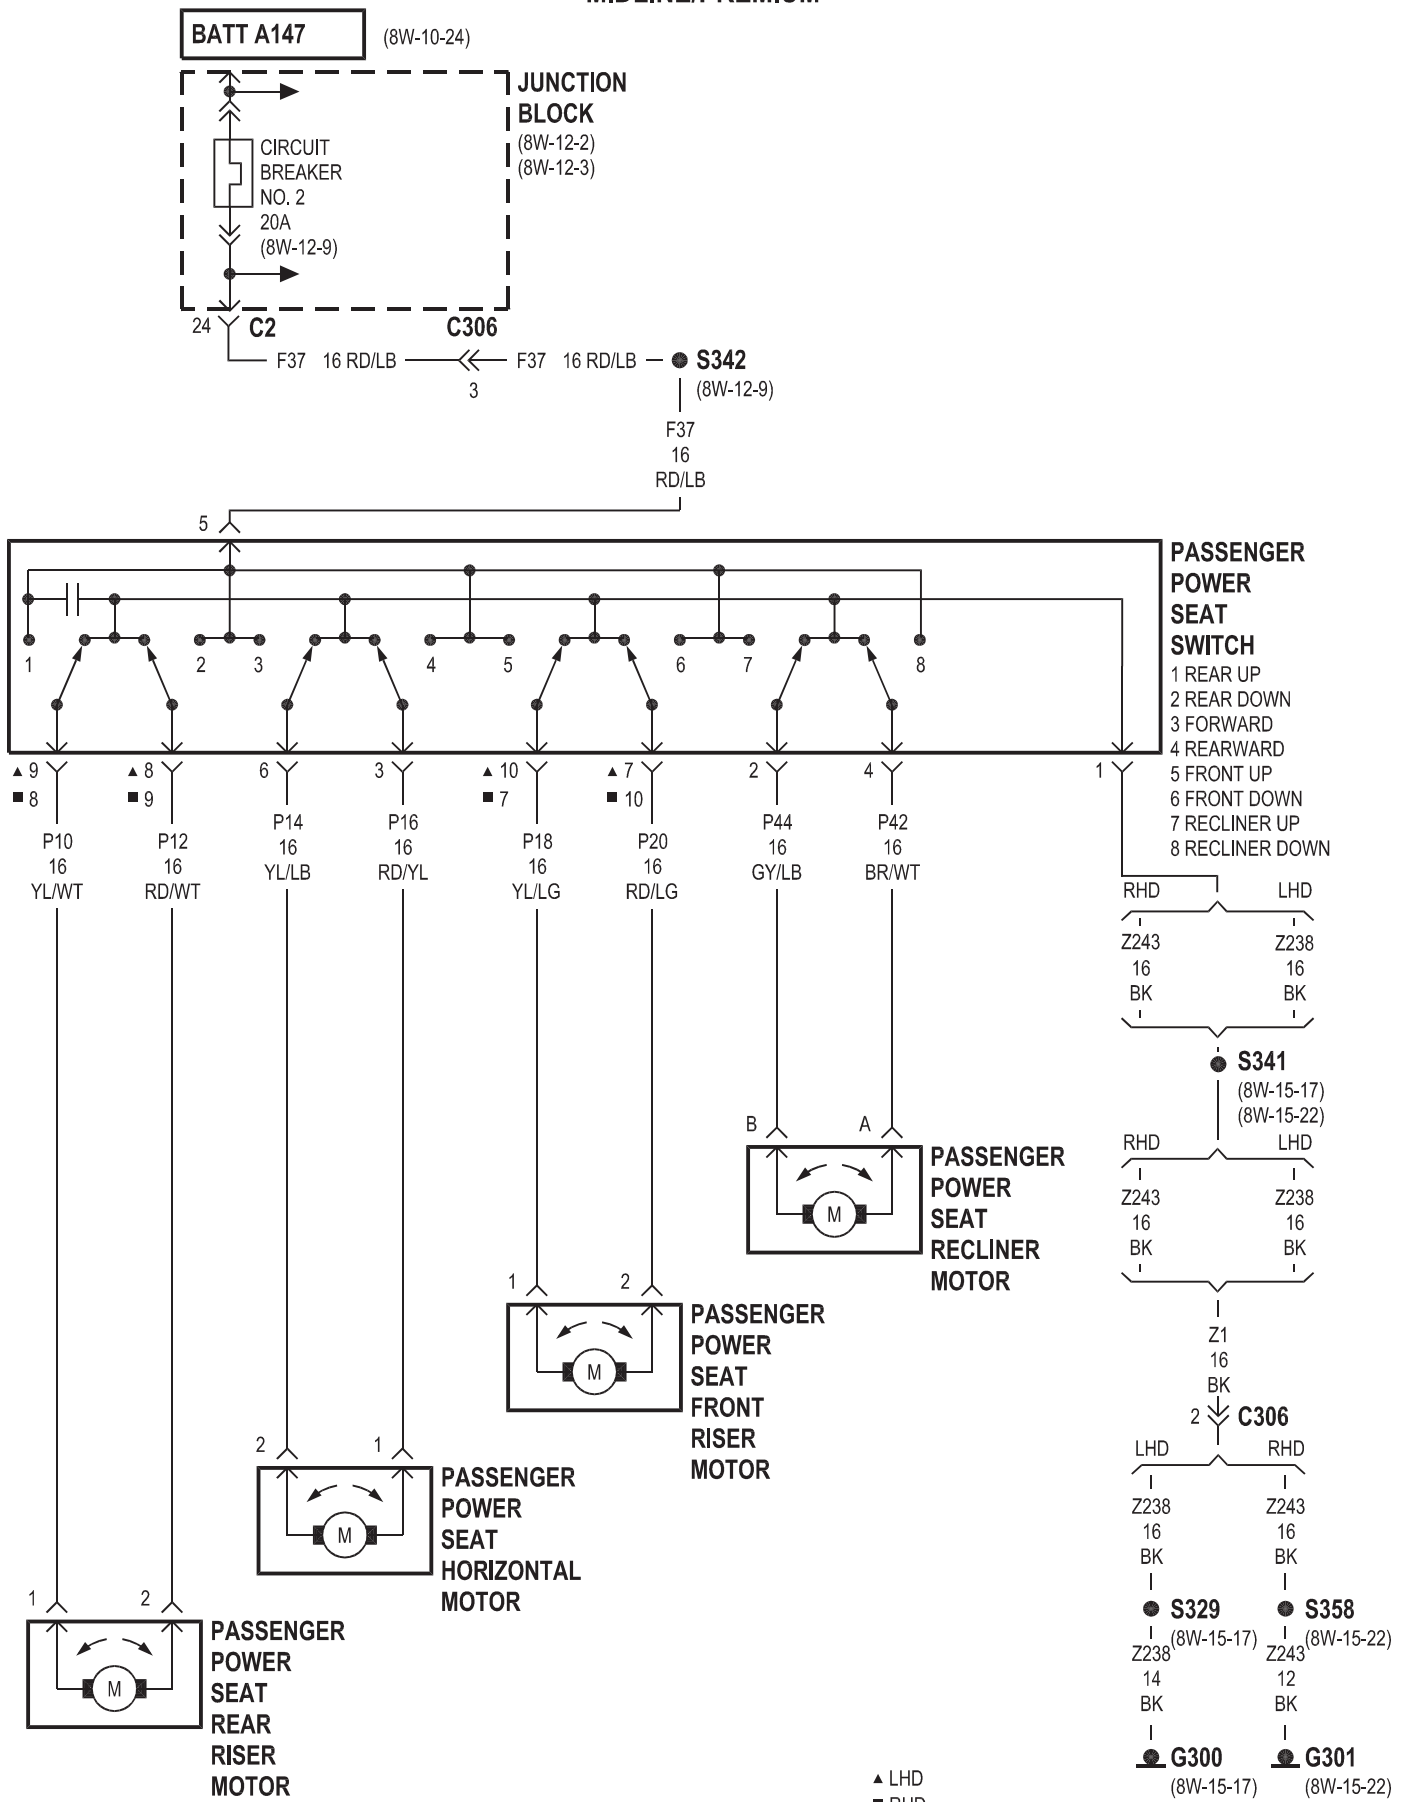 BATT A147 (8W-10-24)
JUNCTION
BLOCK
(8W-12-2)
(8W-12-3)
CIRCUIT
BREAKER
NO. 2
20A
(8W-12-9)
24 C2 C306
F37 16 RD/LB F37 16 RD/LB S342
3 (8W-12-9)
F37
16
RD/LB
5
PASSENGER
POWER
SEAT
SWITCH
1 REAR UP
2 REAR DOWN
3 FORWARD
4 REARWARD
5 FRONT UP
6 FRONT DOWN
7 RECLINER UP
8 RECLINER DOWN
1 2 3 4 5 6 7 8
▲ 9 ▲ 8 6 3 ▲ 10 ▲ 7 2 4 1
■ 8 ■ 9 ■ 7 ■ 10
P10 P12 P14 P16 P18 P20 P44 P42
16 16 16 16 16 16 16 16
YL/WT RD/WT YL/LB RD/YL YL/LG RD/LG GY/LB BR/WT
RHD LHD
Z243 Z238
16 16
BK BK
S341
(8W-15-17)
(8W-15-22)
RHD LHD
Z243 Z238
16 16
BK BK
Z1
16
BK
2 C306
LHD RHD
Z238 Z243
16 16
BK BK
S329 S358
(8W-15-17) (8W-15-22)
Z238 Z243
14 12
BK BK
G300 G301
(8W-15-17) (8W-15-22)
B A
M
PASSENGER
POWER
SEAT
RECLINER
MOTOR
1 2
M
PASSENGER
POWER
SEAT
FRONT
RISER
MOTOR
2 1
M
PASSENGER
POWER
SEAT
HORIZONTAL
MOTOR
1 2
M
PASSENGER
POWER
SEAT
REAR
RISER
MOTOR
▲ LHD